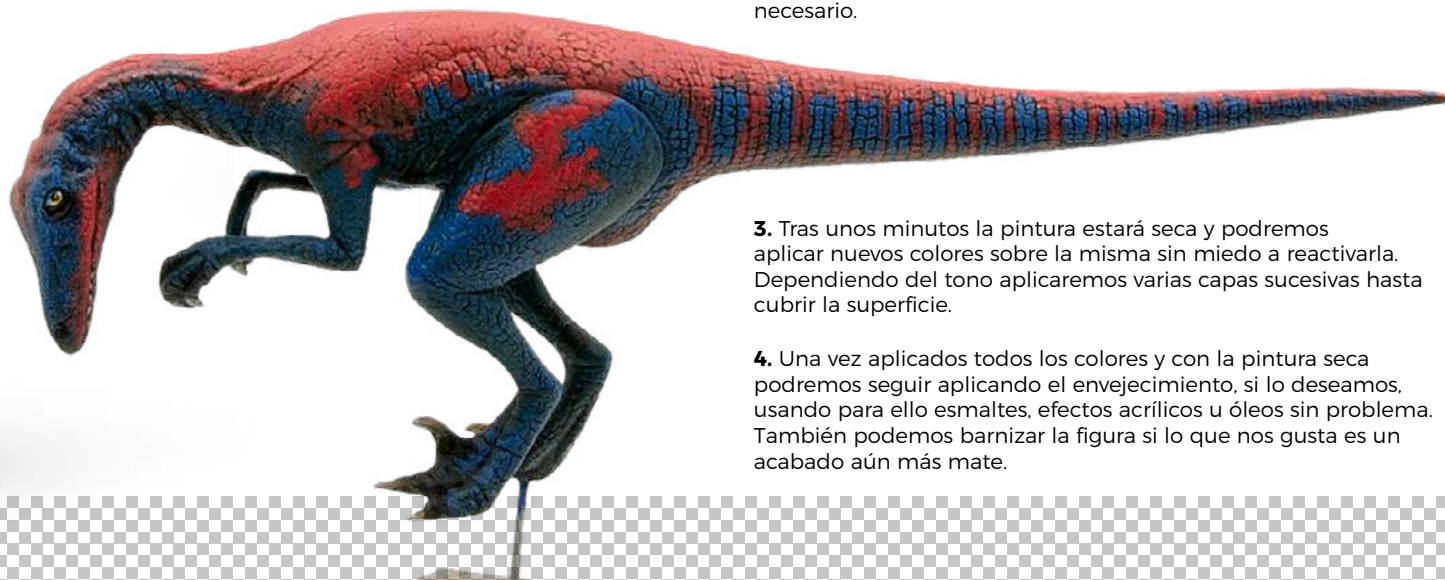 necesario.
3. Tras unos minutos la pintura estará seca y podremos
aplicar nuevos colores sobre la misma sin miedo a reactivarla.
Dependiendo del tono aplicaremos varias capas sucesivas hasta
cubrir la superficie.
4. Una vez aplicados todos los colores y con la pintura seca
podremos seguir aplicando el envejecimiento, si lo deseamos,
usando para ello esmaltes, efectos acrílicos u óleos sin problema.
También podemos barnizar la figura si lo que nos gusta es un
acabado aún más mate.